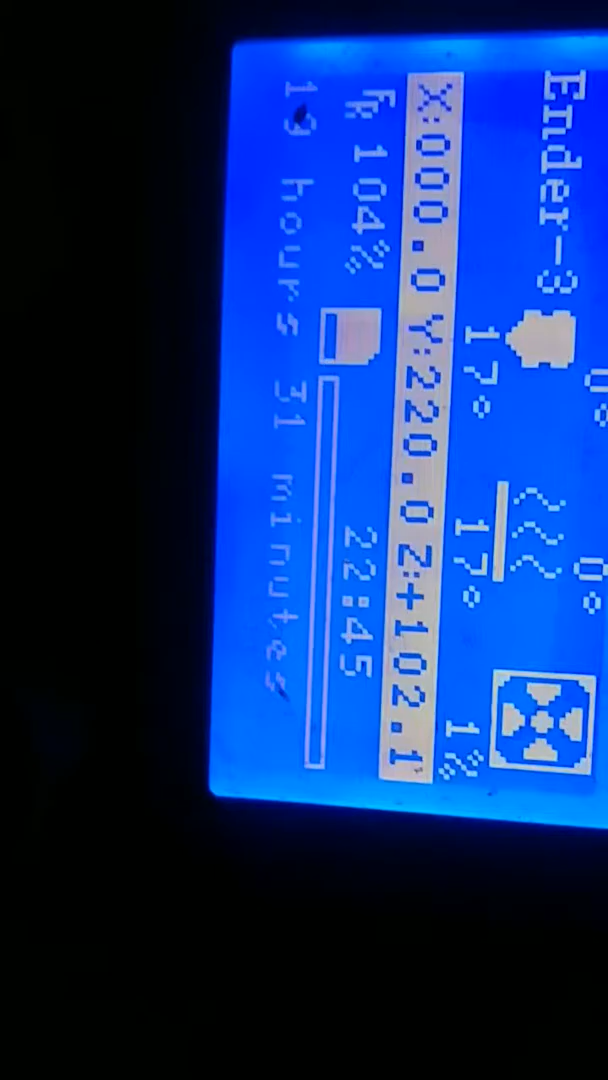 Ender-3
0° 0°
17° 17° 1%
X:000.0 Y:220.0 Z:+102.1
FR 104% 22:45
19 hours 31 minutes